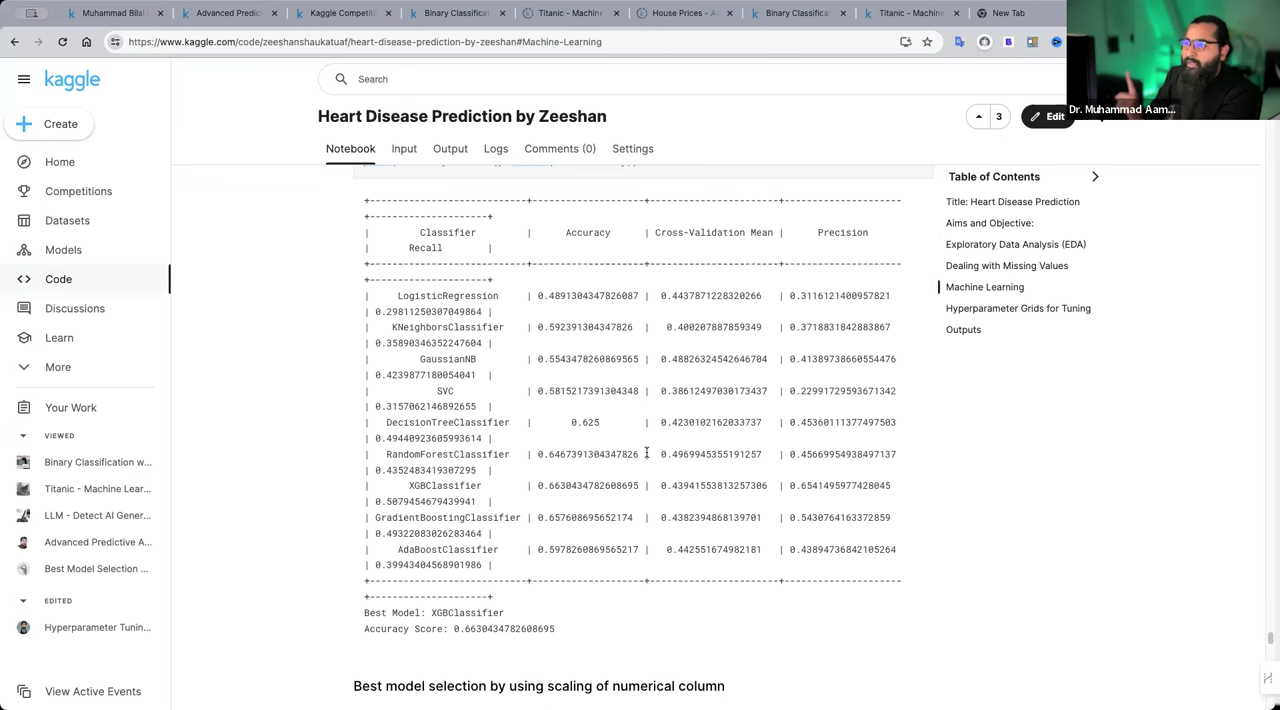 Muhammad Bilal
Advanced Predic
Kaggle Competiti
Binary Classificat
Titanic - Machine
House Prices - A
Binary Classifica
Titanic - Machine
New Tab
https://www.kaggle.com/code/zeeshanshaukatuaf/heart-disease-prediction-by-zeeshan#Machine-Learning
kaggle
Search
Create
Heart Disease Prediction by Zeeshan
3
Edit
Dr. Muhammad Aam...
Notebook Input Output Logs Comments (0) Settings
Home
Competitions
Datasets
Models
Code
Discussions
Learn
More
Your Work
VIEWED
Binary Classification w...
Titanic - Machine Lear...
LLM - Detect AI Gener...
Advanced Predictive A...
Best Model Selection ...
EDITED
Hyperparameter Tunin...
View Active Events
+---------------------------+--------------------+-----------------------+---------------------
+--------------------+
| Classifier | Accuracy | Cross-Validation Mean | Precision
| Recall |
+---------------------------+--------------------+-----------------------+---------------------
+--------------------+
| LogisticRegression | 0.4891304347826087 | 0.4437871228320266 | 0.3116121400957821
| 0.29811250307049864 |
| KNeighborsClassifier | 0.592391304347826 | 0.400207887859349 | 0.3718831842883867
| 0.35890346352247604 |
| GaussianNB | 0.5543478260869565 | 0.48826324542646704 | 0.41389738660554476
| 0.4239877180054041 |
| SVC | 0.5815217391304348 | 0.38612497030173437 | 0.22991729593671342
| 0.3157062146892655 |
| DecisionTreeClassifier | 0.625 | 0.4230102162033737 | 0.45360111377497503
| 0.49440923605993614 |
| RandomForestClassifier | 0.6467391304347826 | 0.4969945355191257 | 0.45669954938497137
| 0.4352483419307295 |
| XGBClassifier | 0.6630434782608695 | 0.43941553813257306 | 0.6541495977428045
| 0.5079454679439941 |
| GradientBoostingClassifier | 0.657608695652174 | 0.4382394868139701 | 0.5430764163372859
| 0.49322083026283464 |
| AdaBoostClassifier | 0.5978260869565217 | 0.442551674982181 | 0.43894736842105264
| 0.39943404568901986 |
+---------------------------+--------------------+-----------------------+---------------------
+--------------------+
Best Model: XGBClassifier
Accuracy Score: 0.6630434782608695
Best model selection by using scaling of numerical column
Table of Contents
Title: Heart Disease Prediction
Aims and Objective:
Exploratory Data Analysis (EDA)
Dealing with Missing Values
Machine Learning
Hyperparameter Grids for Tuning
Outputs